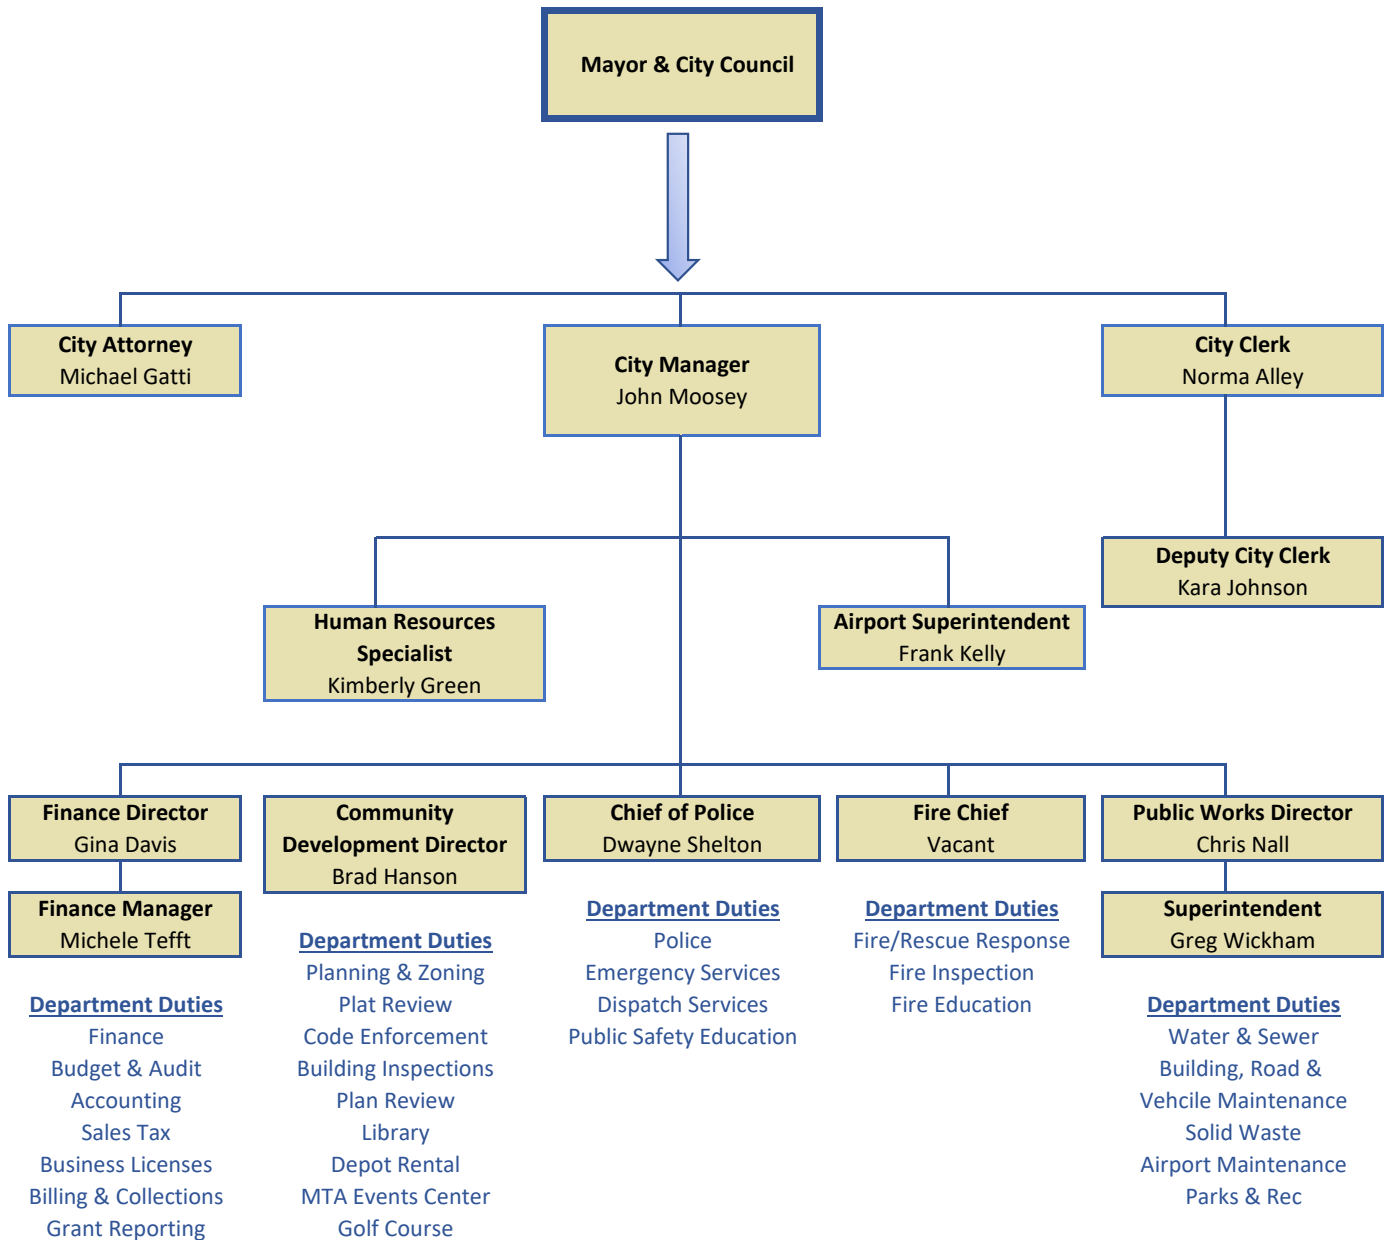 Mayor & City Council
City Attorney
Michael Gatti
City Manager
John Moosey
City Clerk
Norma Alley
Deputy City Clerk
Kara Johnson
Human Resources
Specialist
Kimberly Green
Airport Superintendent
Frank Kelly
Finance Director
Gina Davis
Finance Manager
Michele Tefft
Department Duties
Finance
Budget & Audit
Accounting
Sales Tax
Business Licenses
Billing & Collections
Grant Reporting
Community
Development Director
Brad Hanson
Department Duties
Planning & Zoning
Plat Review
Code Enforcement
Building Inspections
Plan Review
Library
Depot Rental
MTA Events Center
Golf Course
Chief of Police
Dwayne Shelton
Department Duties
Police
Emergency Services
Dispatch Services
Public Safety Education
Fire Chief
Vacant
Department Duties
Fire/Rescue Response
Fire Inspection
Fire Education
Public Works Director
Chris Nall
Superintendent
Greg Wickham
Department Duties
Water & Sewer
Building, Road &
Vehcile Maintenance
Solid Waste
Airport Maintenance
Parks & Rec